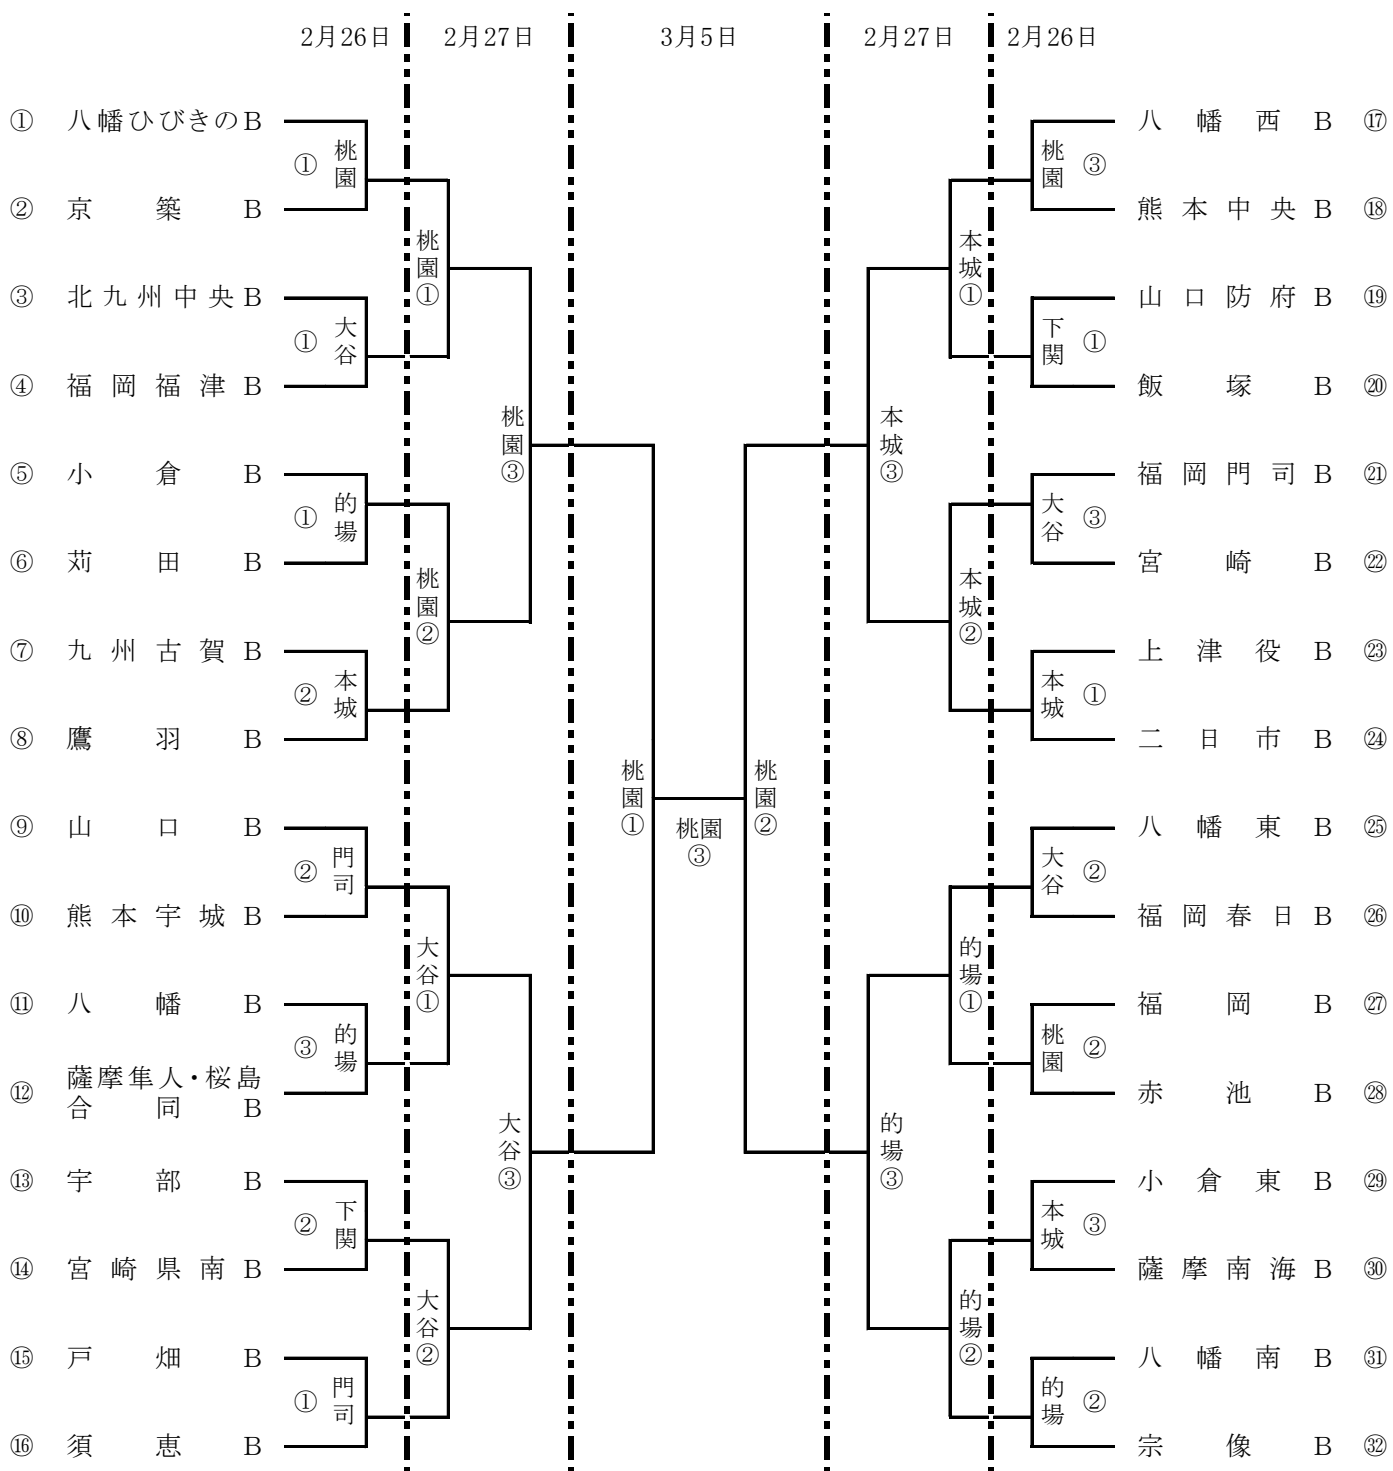 2月26日 2月27日 3月5日 2月27日 2月26日
① 八幡ひびきのB
桃園 ①
② 京築B
桃園①
③ 北九州中央B
大谷 ①
④ 福岡福津B
桃園③
⑤ 小倉B
的場 ①
⑥ 苅田B
桃園②
⑦ 九州古賀B
本城 ②
⑧ 鷹羽B
桃園①
⑨ 山口B
門司 ②
⑩ 熊本宇城B
大谷①
⑪ 八幡B
的場 ③
⑫ 薩摩隼人・桜島
合同B
大谷③
⑬ 宇部B
下関 ②
⑭ 宮崎県南B
大谷②
⑮ 戸畑B
門司 ①
⑯ 須恵B
桃園
③
八幡西B ⑰
桃園 ③
熊本中央B ⑱
本城①
山口防府B ⑲
下関 ①
飯塚B ⑳
本城③
福岡門司B ㉑
大谷 ③
宮崎B ㉒
本城②
上津役B ㉓
本城 ①
二日市B ㉔
桃園②
八幡東B ㉕
大谷 ②
福岡春日B ㉖
的場①
福岡B ㉗
桃園 ②
赤池B ㉘
的場③
小倉東B ㉙
本城 ③
薩摩南海B ㉚
的場②
八幡南B ㉛
的場 ②
宗像B ㉜